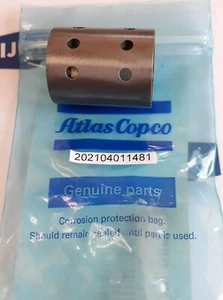 Atlas Copco
202104011481
Genuine parts
Corrosion protection bag.
Should remain sealed until part is used.